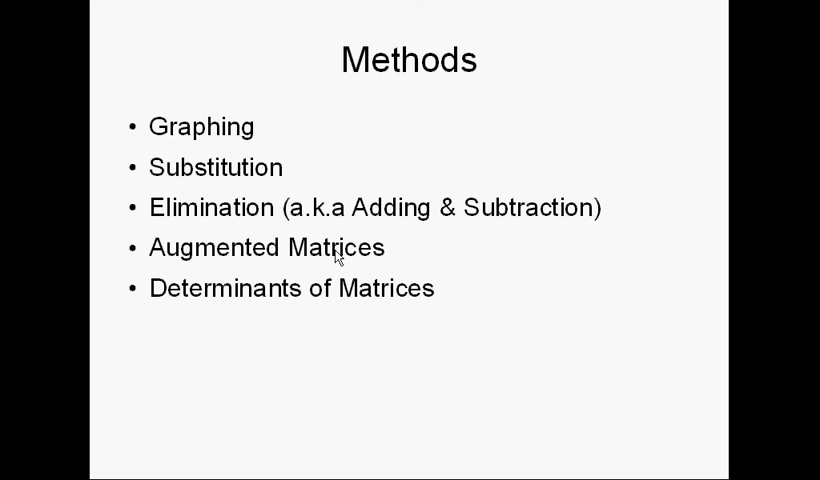 Methods
• Graphing
• Substitution
• Elimination (a.k.a Adding & Subtraction)
• Augmented Matrices
• Determinants of Matrices